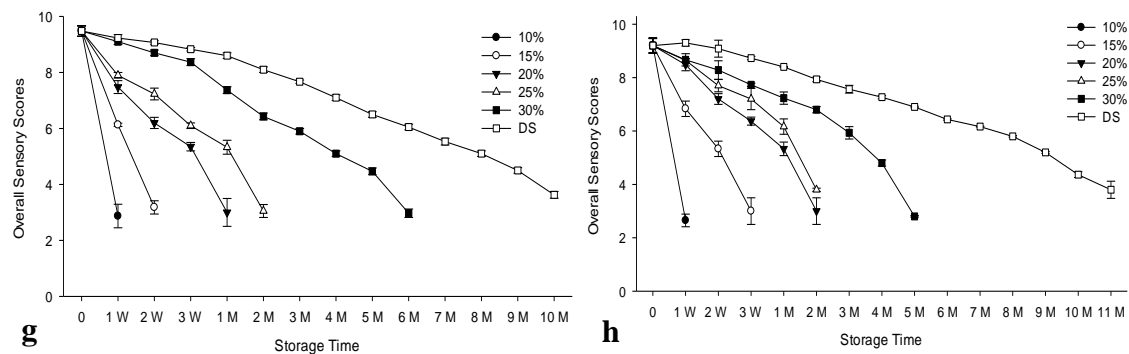 10
8
6
4
2
0
Overall Sensory Scores
10%
15%
20%
25%
30%
DS
0 1 W 2 W 3 W 1 M 2 M 3 M 4 M 5 M 6 M 7 M 8 M 9 M 10 M
Storage Time
g
10
8
6
4
2
0
Overall Sensory Scores
10%
15%
20%
25%
30%
DS
0 1 W 2 W 3 W 1 M 2 M 3 M 4 M 5 M 6 M 7 M 8 M 9 M 10 M 11 M
Storage Time
h